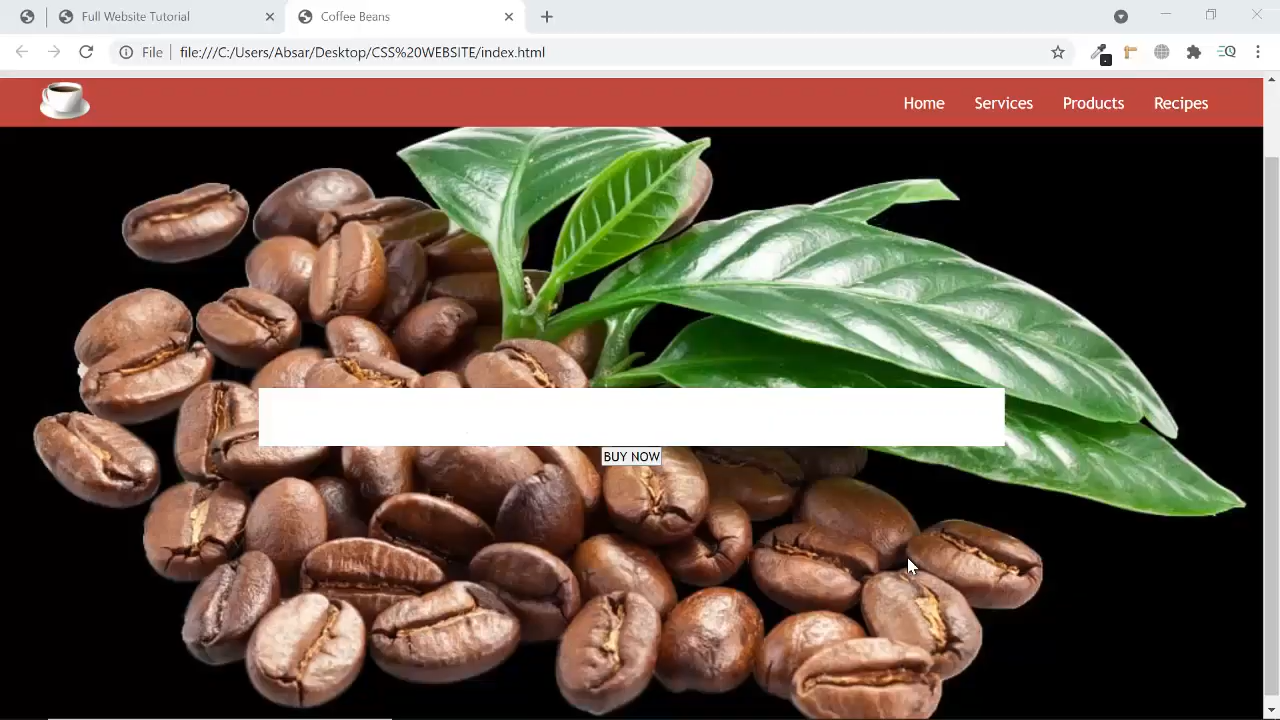 Full Website Tutorial
Coffee Beans
File
file:///C:/Users/Absar/Desktop/CSS%20WEBSITE/index.html
Home Services Products Recipes
BUY NOW